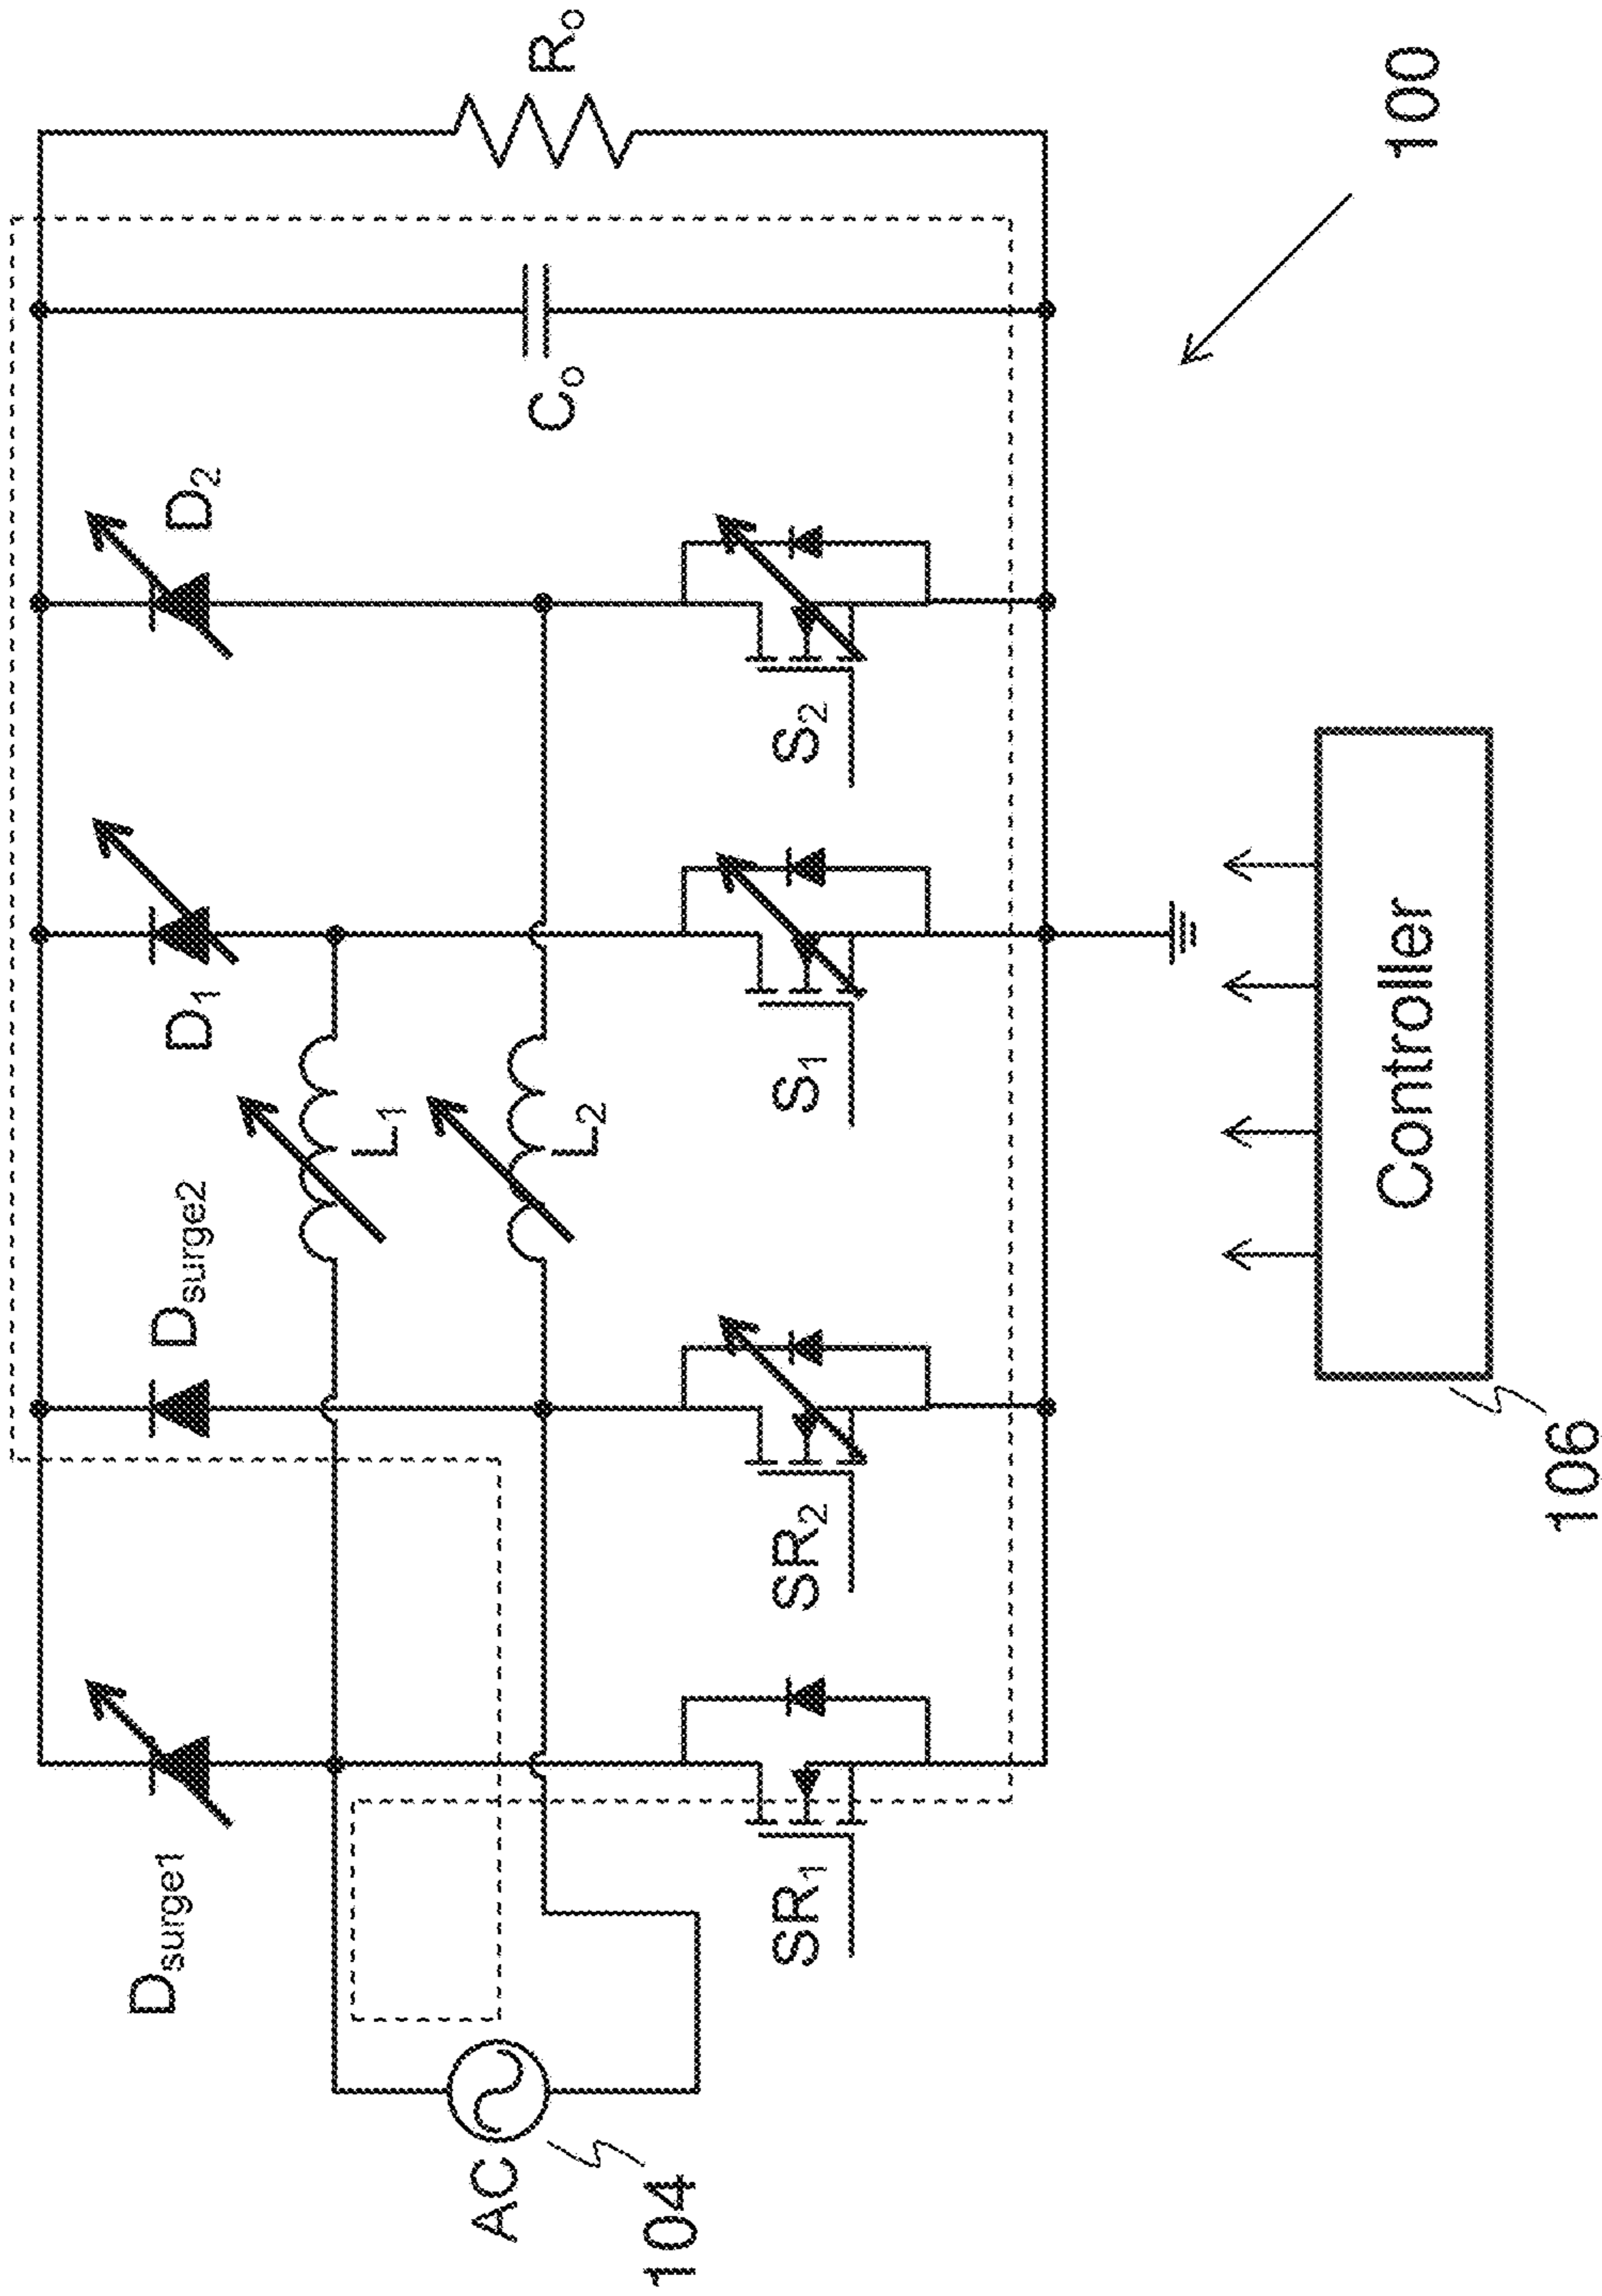 D₁
D₂
Dsurge1
Dsurge2
L₁
L₂
AC
104
Cₒ
Rₒ
SR₁
SR₂
S₁
S₂
Controller
106
100